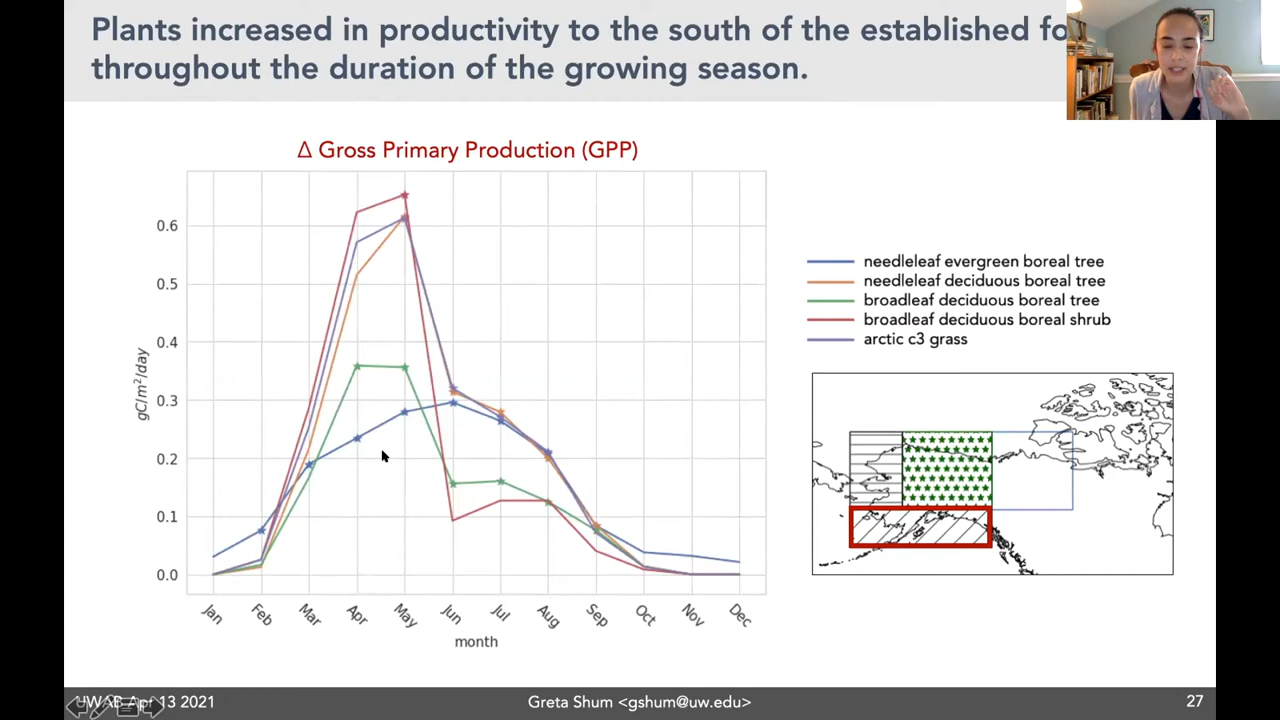 Plants increased in productivity to the south of the established
throughout the duration of the growing season.
Δ Gross Primary Production (GPP)
gC/m²/day
0.6
0.5
0.4
0.3
0.2
0.1
0.0
Jan
Feb
Mar
Apr
May
Jun
Jul
Aug
Sep
Oct
Nov
Dec
month
needleleaf evergreen boreal tree
needleleaf deciduous boreal tree
broadleaf deciduous boreal tree
broadleaf deciduous boreal shrub
arctic c3 grass
UWAB Apr 13 2021
Greta Shum <gshum@uw.edu>
27